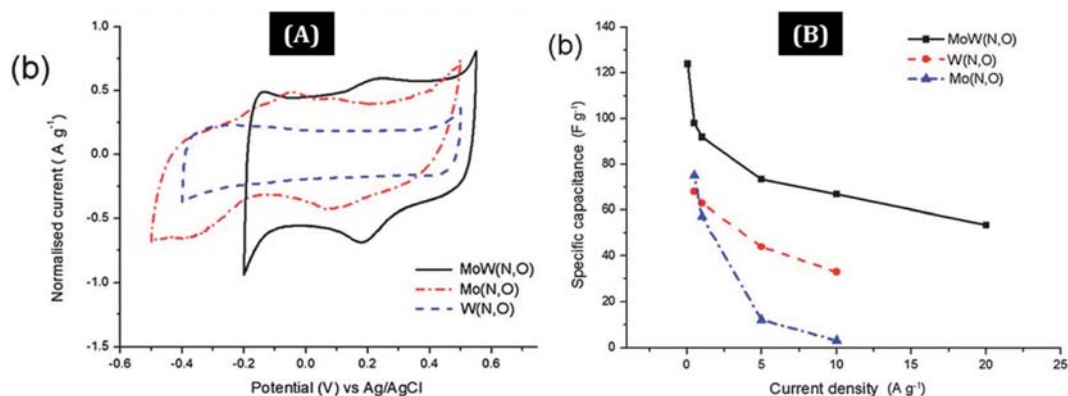 (A)
(b)
1.0
0.5
0.0
-0.5
-1.0
-1.5
Normalised current ( A g⁻¹)
MoW(N,O)
Mo(N,O)
W(N,O)
-0.6
-0.4
-0.2
0.0
0.2
0.4
0.6
Potential (V) vs Ag/AgCl
(B)
(b)
140
120
100
80
60
40
20
0
Specific capacitance (F g⁻¹)
MoW(N,O)
W(N,O)
Mo(N,O)
0
5
10
15
20
25
Current density (A g⁻¹)